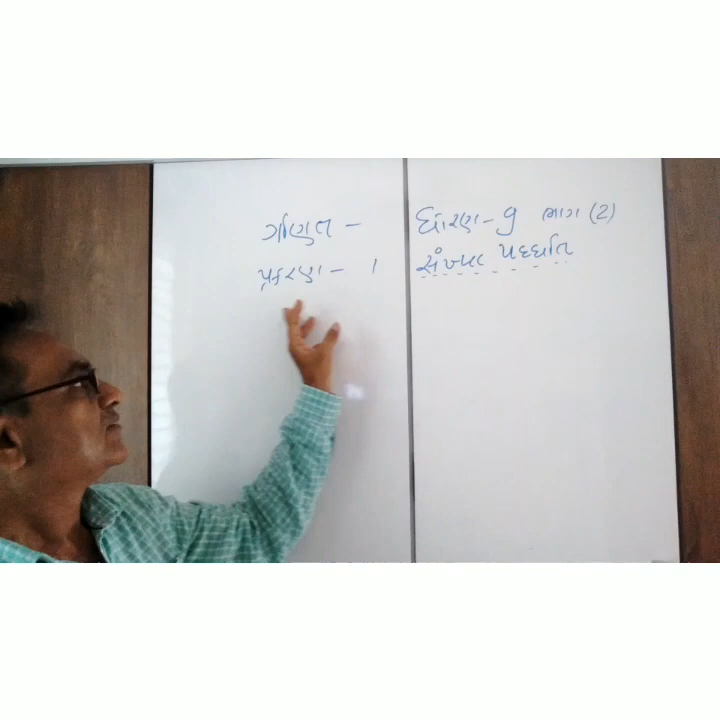 ગણિત - ધોરણ - 9 ભાગ (2)
પ્રકરણ - 1 સંખ્યા પદ્ધતિ